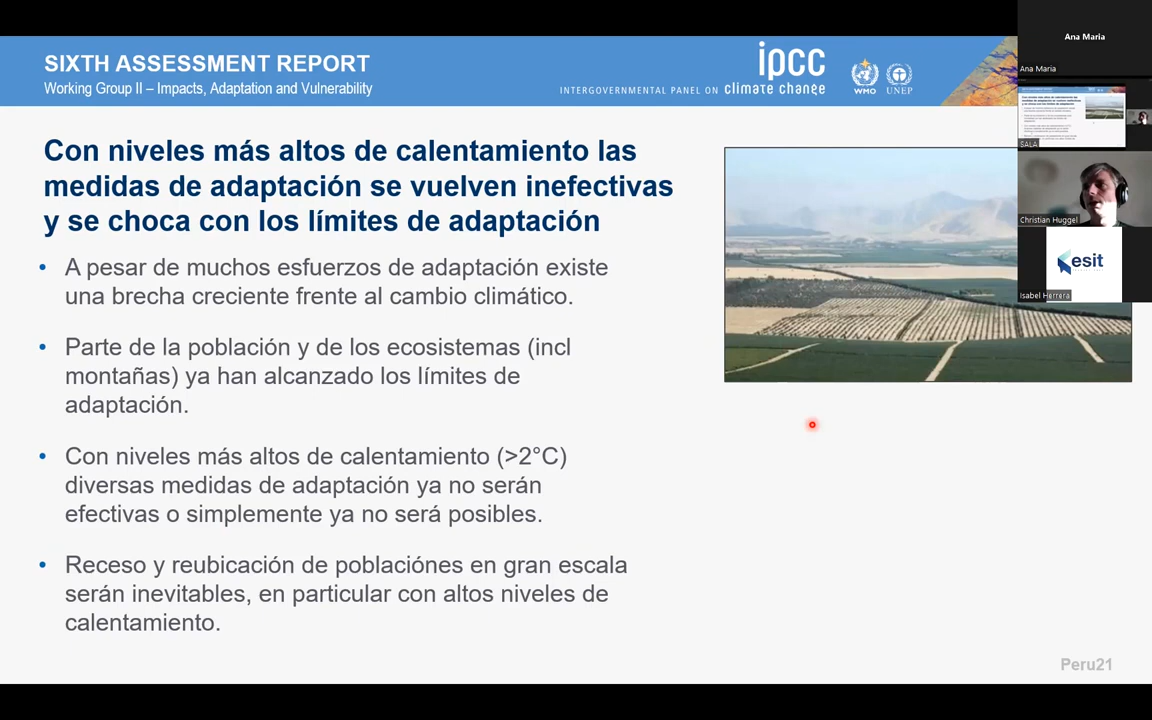 SIXTH ASSESSMENT REPORT
Working Group II – Impacts, Adaptation and Vulnerability
INTERGOVERNMENTAL PANEL ON climate change
ipcc
WMO
UNEP
Con niveles más altos de calentamiento las
medidas de adaptación se vuelven inefectivas
y se choca con los límites de adaptación
• A pesar de muchos esfuerzos de adaptación existe
una brecha creciente frente al cambio climático.
• Parte de la población y de los ecosistemas (incl
montañas) ya han alcanzado los límites de
adaptación.
• Con niveles más altos de calentamiento (>2°C)
diversas medidas de adaptación ya no serán
efectivas o simplemente ya no será posibles.
• Receso y reubicación de poblaciónes en gran escala
serán inevitables, en particular con altos niveles de
calentamiento.
Peru21
Ana Maria
Ana Maria
SALA
Christian Huggel
esit
Isabel Herrera